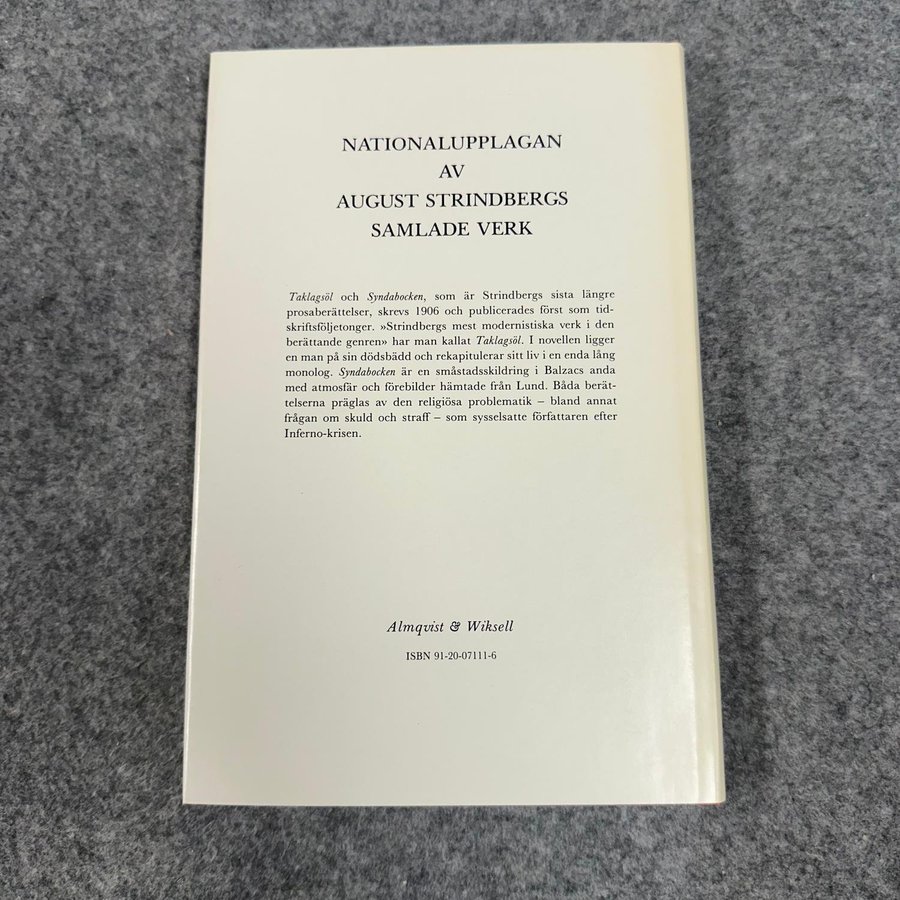 NATIONALUPPLAGAN
AV
AUGUST STRINDBERGS
SAMLADE VERK
Taklagsöl och Syndabocken, som är Strindbergs sista längre
prosaberättelser, skrevs 1906 och publicerades först som tid-
skriftsföljetonger. »Strindbergs mest modernistiska verk i den
berättande genren» har man kallat Taklagsöl. I novellen ligger
en man på sin dödsbädd och rekapitulerar sitt liv i en enda lång
monolog. Syndabocken är en småstadsskildring i Balzacs anda
med atmosfär och förebilder hämtade från Lund. Båda berät-
telserna präglas av den religiösa problematik – bland annat
frågan om skuld och straff – som sysselsatte författaren efter
Inferno-krisen.
Almqvist & Wiksell
ISBN 91-20-07111-6